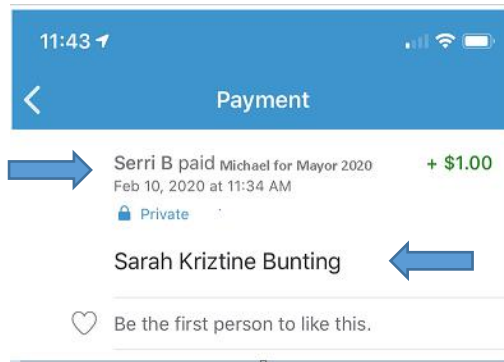 11:43
Payment
Serri B paid Michael for Mayor 2020 + $1.00
Feb 10, 2020 at 11:34 AM
Private
Sarah Kriztine Bunting
Be the first person to like this.